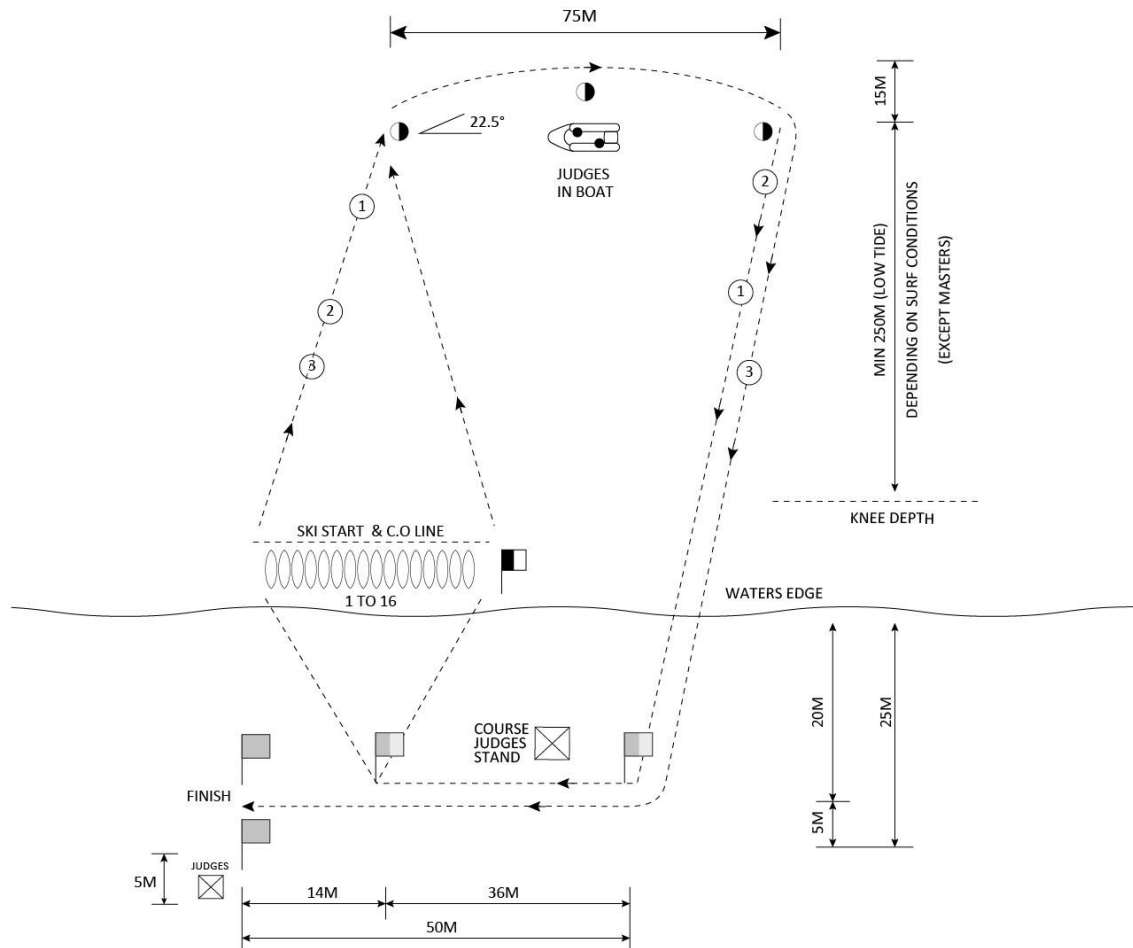 75M
15M
22.5°
JUDGES
IN BOAT
1
2
2
1
3
3
MIN 250M (LOW TIDE)
DEPENDING ON SURF CONDITIONS
(EXCEPT MASTERS)
KNEE DEPTH
SKI START & C.O LINE
1 TO 16
WATERS EDGE
20M
25M
COURSE
JUDGES
STAND
FINISH
5M
JUDGES
5M
14M
36M
50M